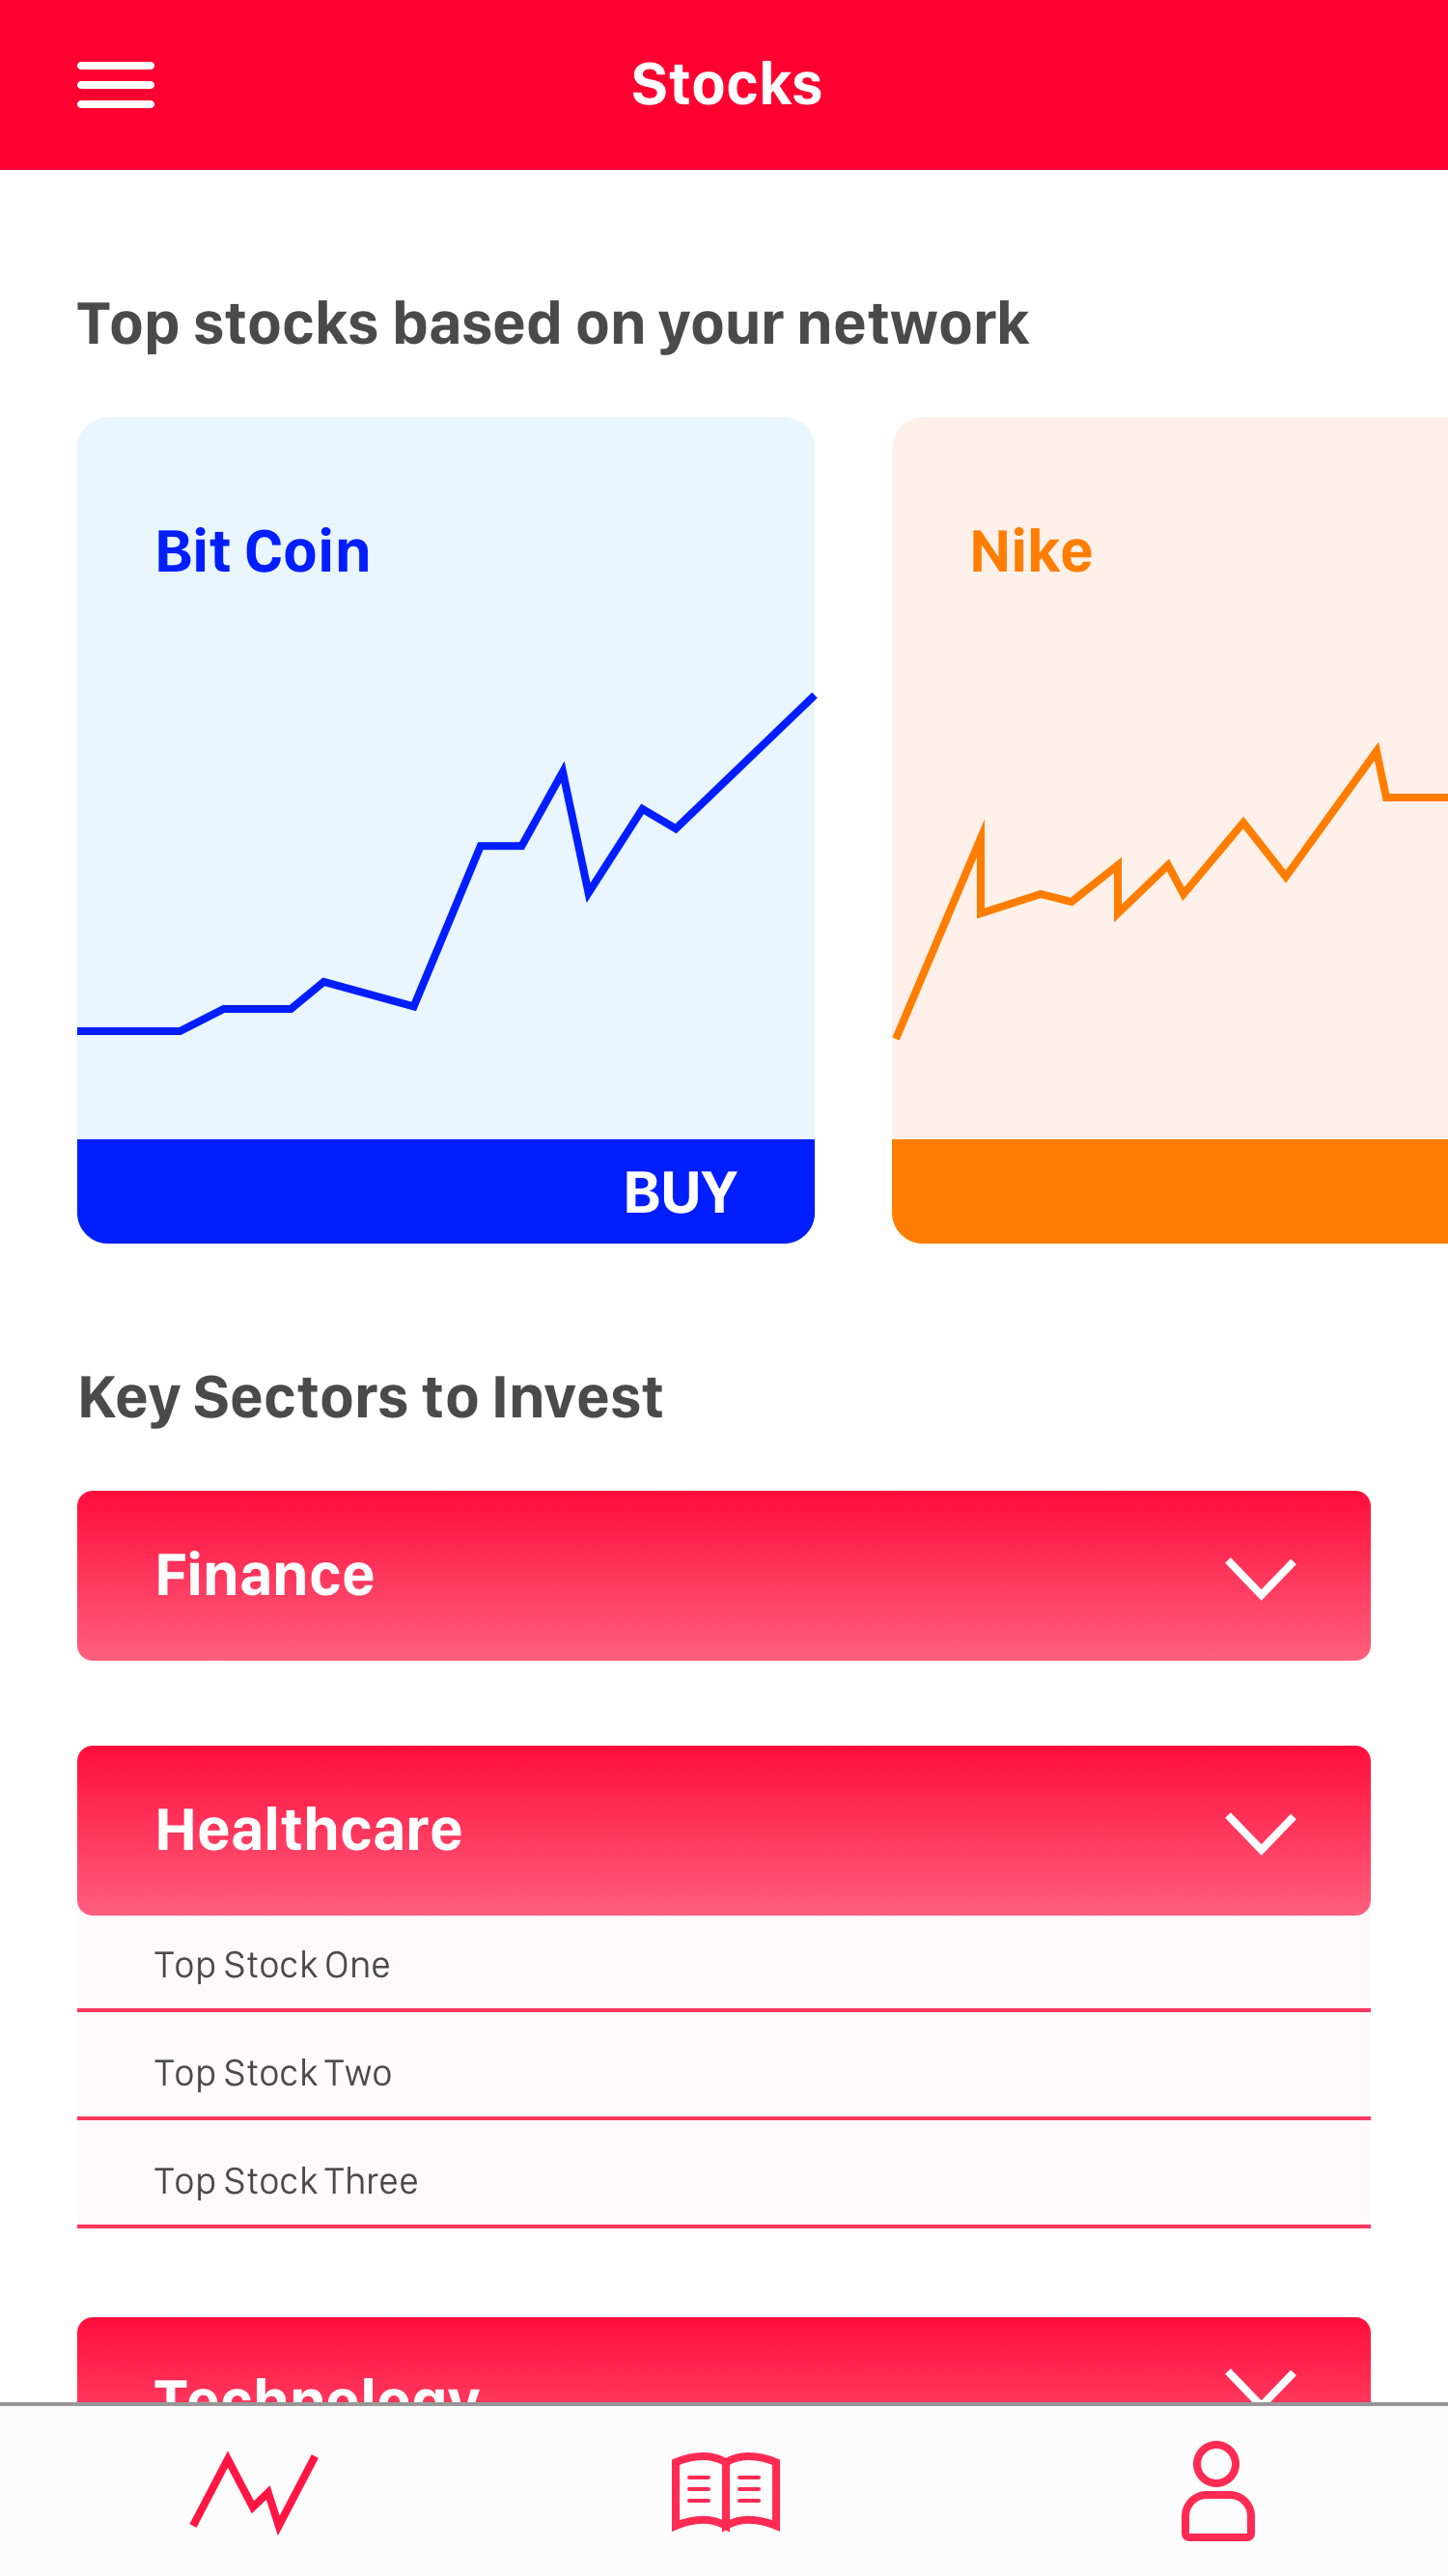 Stocks
Top stocks based on your network
Bit Coin
Nike
BUY
Key Sectors to Invest
Finance
Healthcare
Top Stock One
Top Stock Two
Top Stock Three
Technology